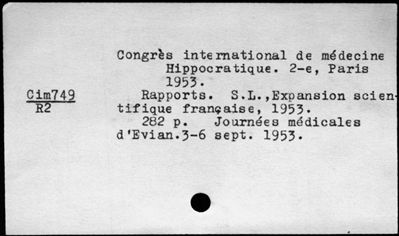 Congrès international de médecine
Hippocratique. 2-e, Paris
1953.
Cim749
R2
Rapports. S.L.,Expansion scien-
tifique française, 1953.
282 p. Journées médicales
d'Evian.3-6 sept. 1953.